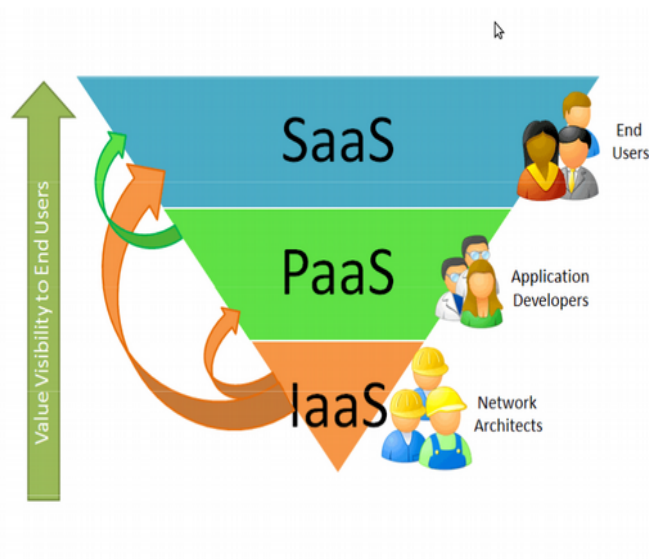 SaaS
End
Users
PaaS
Application
Developers
IaaS
Network
Architects
Value Visibility to End Users